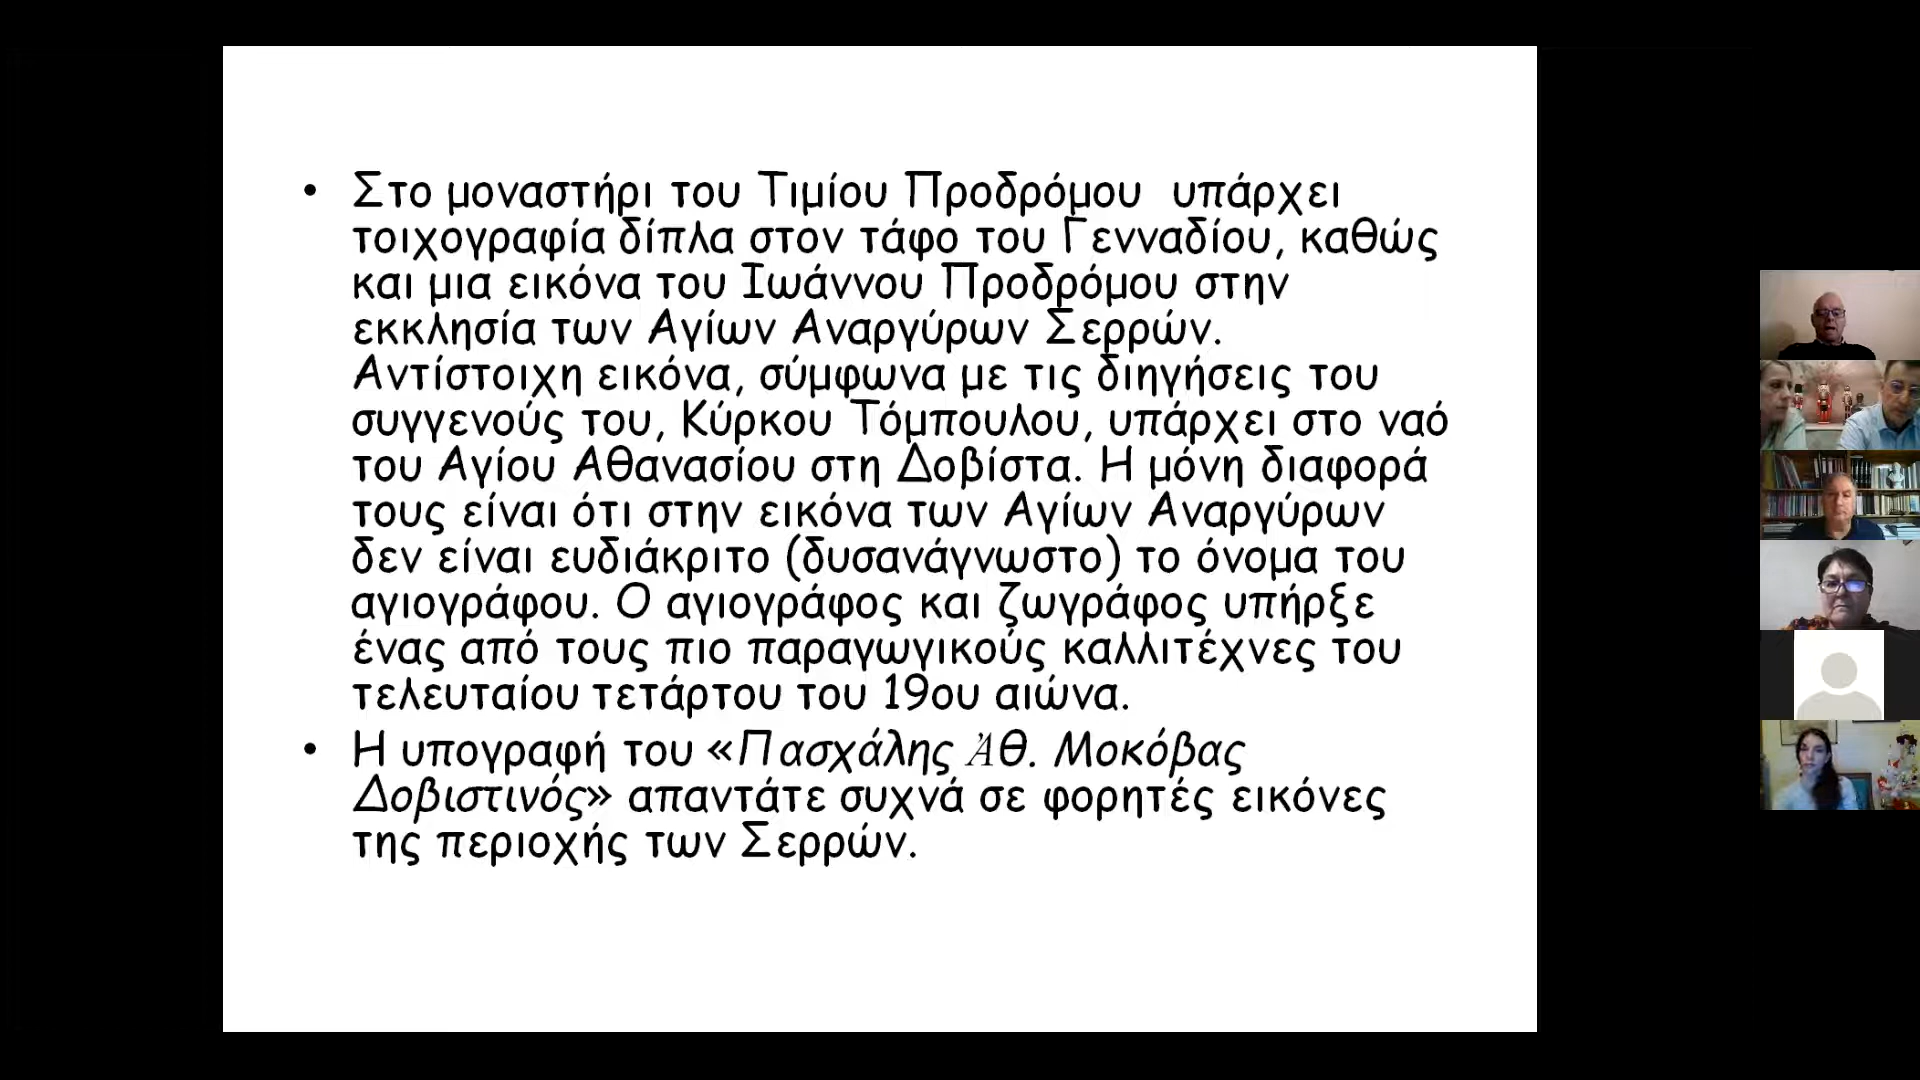 • Στο μοναστήρι του Τιμίου Προδρόμου υπάρχει
τοιχογραφία δίπλα στον τάφο του Γενναδίου, καθώς
και μια εικόνα του Ιωάννου Προδρόμου στην
εκκλησία των Αγίων Αναργύρων Σερρών.
Αντίστοιχη εικόνα, σύμφωνα με τις διηγήσεις του
συγγενούς του, Κύρκου Τόμπουλου, υπάρχει στο ναό
του Αγίου Αθανασίου στη Δοβίστα. Η μόνη διαφορά
τους είναι ότι στην εικόνα των Αγίων Αναργύρων
δεν είναι ευδιάκριτο (δυσανάγνωστο) το όνομα του
αγιογράφου. Ο αγιογράφος και ζωγράφος υπήρξε
ένας από τους πιο παραγωγικούς καλλιτέχνες του
τελευταίου τετάρτου του 19ου αιώνα.
• Η υπογραφή του «Πασχάλης Ἀθ. Μοκόβας
Δοβιστινός» απαντάτε συχνά σε φορητές εικόνες
της περιοχής των Σερρών.